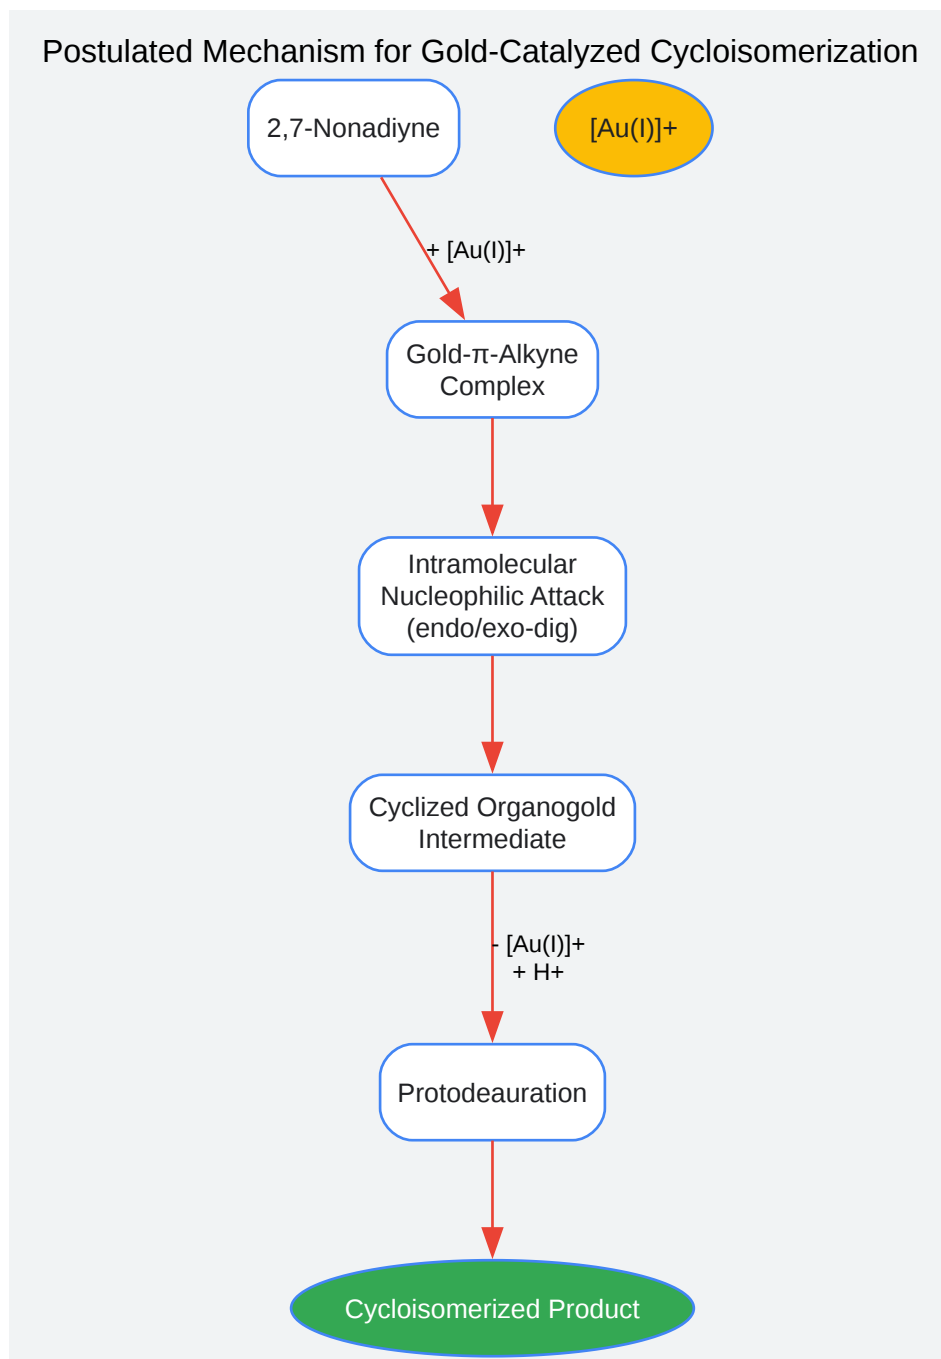 Postulated Mechanism for Gold-Catalyzed Cycloisomerization
2,7-Nonadiyne
[Au(I)]+
+ [Au(I)]+
Gold-π-Alkyne
Complex
Intramolecular
Nucleophilic Attack
(endo/exo-dig)
Cyclized Organogold
Intermediate
- [Au(I)]+
+ H+
Protodeauration
Cycloisomerized Product